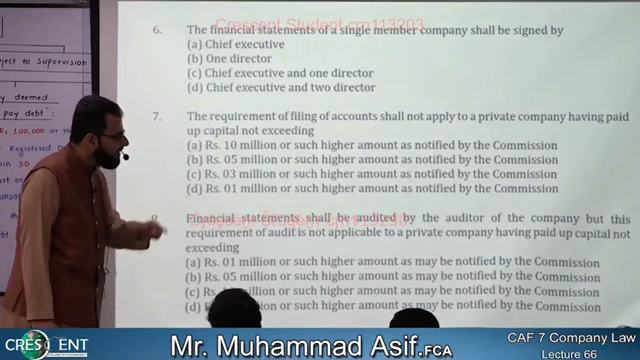 Crescent Student crn113203
6. The financial statements of a single member company shall be signed by
(a) Chief executive
(b) One director
(c) Chief executive and one director
(d) Chief executive and two director
7. The requirement of filing of accounts shall not apply to a private company having paid
up capital not exceeding
(a) Rs. 10 million or such higher amount as notified by the Commission
(b) Rs. 05 million or such higher amount as notified by the Commission
(c) Rs. 03 million or such higher amount as notified by the Commission
(d) Rs. 01 million or such higher amount as notified by the Commission
8. Financial statements shall be audited by the auditor of the company but this
requirement of audit is not applicable to a private company having paid up capital not
exceeding
(a) Rs. 01 million or such higher amount as may be notified by the Commission
(b) Rs. 05 million or such higher amount as may be notified by the Commission
(c) million or such higher amount as may be notified by the Commission
(d) million or such higher amount as may be notified by the Commission
ject to Supervision
y deemed
pay debt"
Rs 100,000 or m
Registered O
30
CRESCENT
Mr. Muhammad Asif.FCA
CAF 7 Company Law
Lecture 66